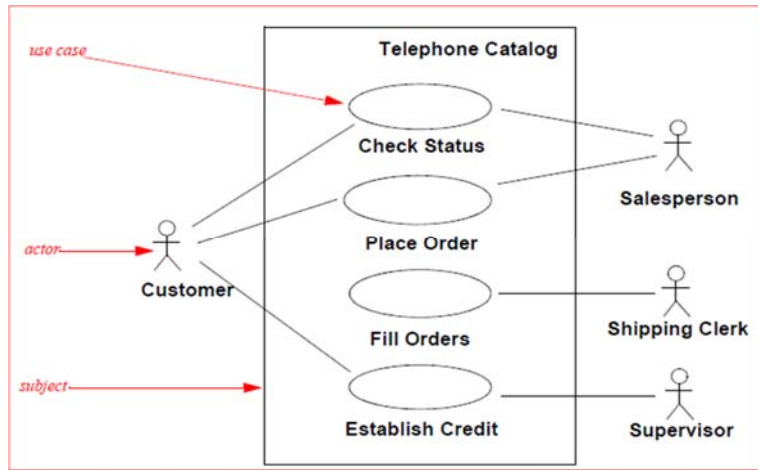 use case
Telephone Catalog
Check Status
Salesperson
Place Order
actor
Customer
Fill Orders
Shipping Clerk
subject
Establish Credit
Supervisor